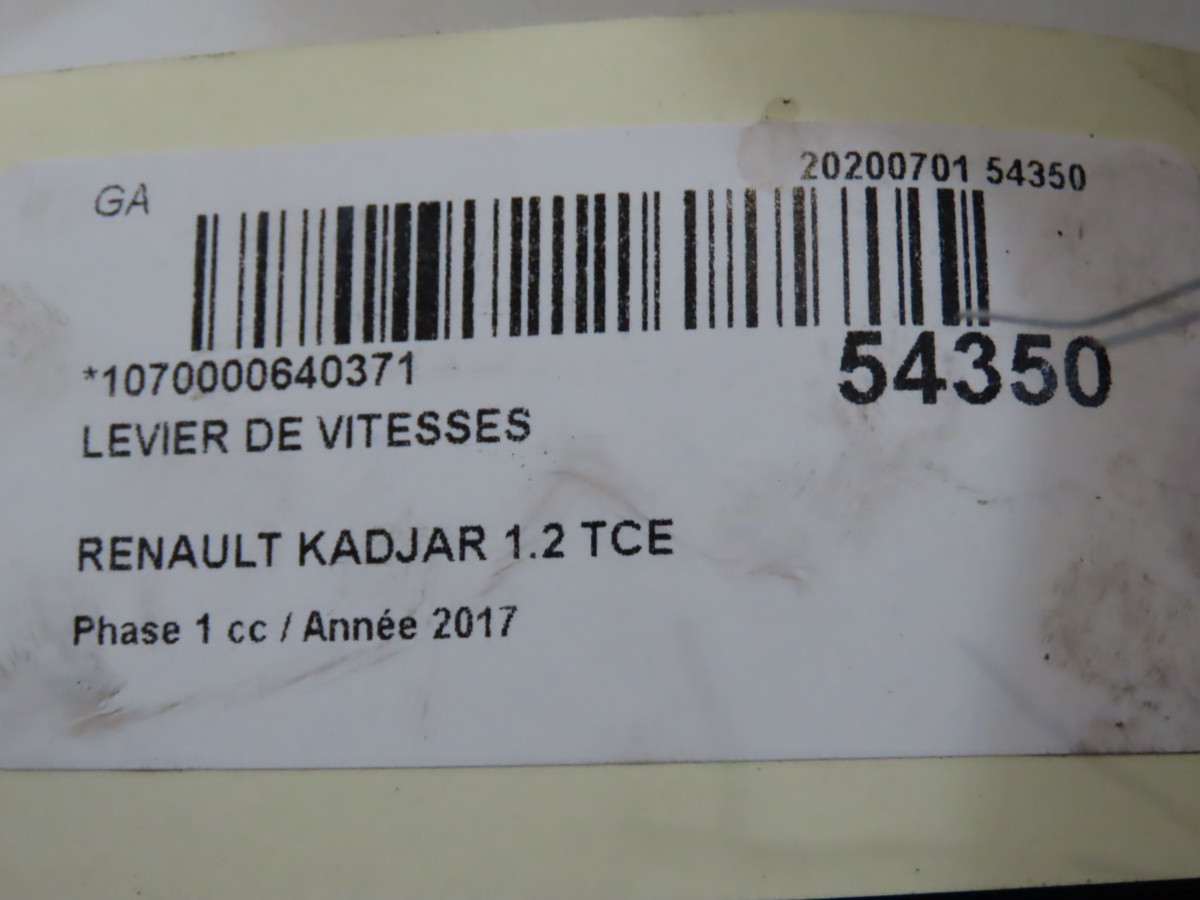 GA
20200701 54350
*1070000640371
54350
LEVIER DE VITESSES
RENAULT KADJAR 1.2 TCE
Phase 1 cc / Année 2017